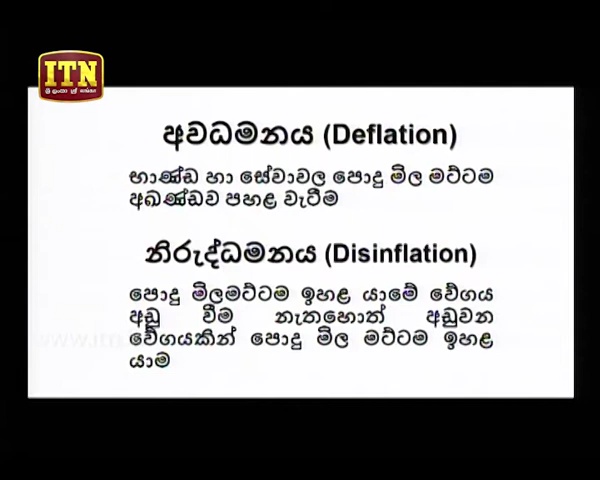 ITN
අවධමනය (Deflation)
භාණ්ඩ හා සේවාවල පොදු මිල මට්ටම
අඛණ්ඩව පහළ වැටීම
නිරුද්ධමනය (Disinflation)
පොදු මිලමට්ටම ඉහළ යාමේ වේගය
අඩු වීම නැතහොත් අඩුවන
වේගයකින් පොදු මිල මට්ටම ඉහළ
යාම